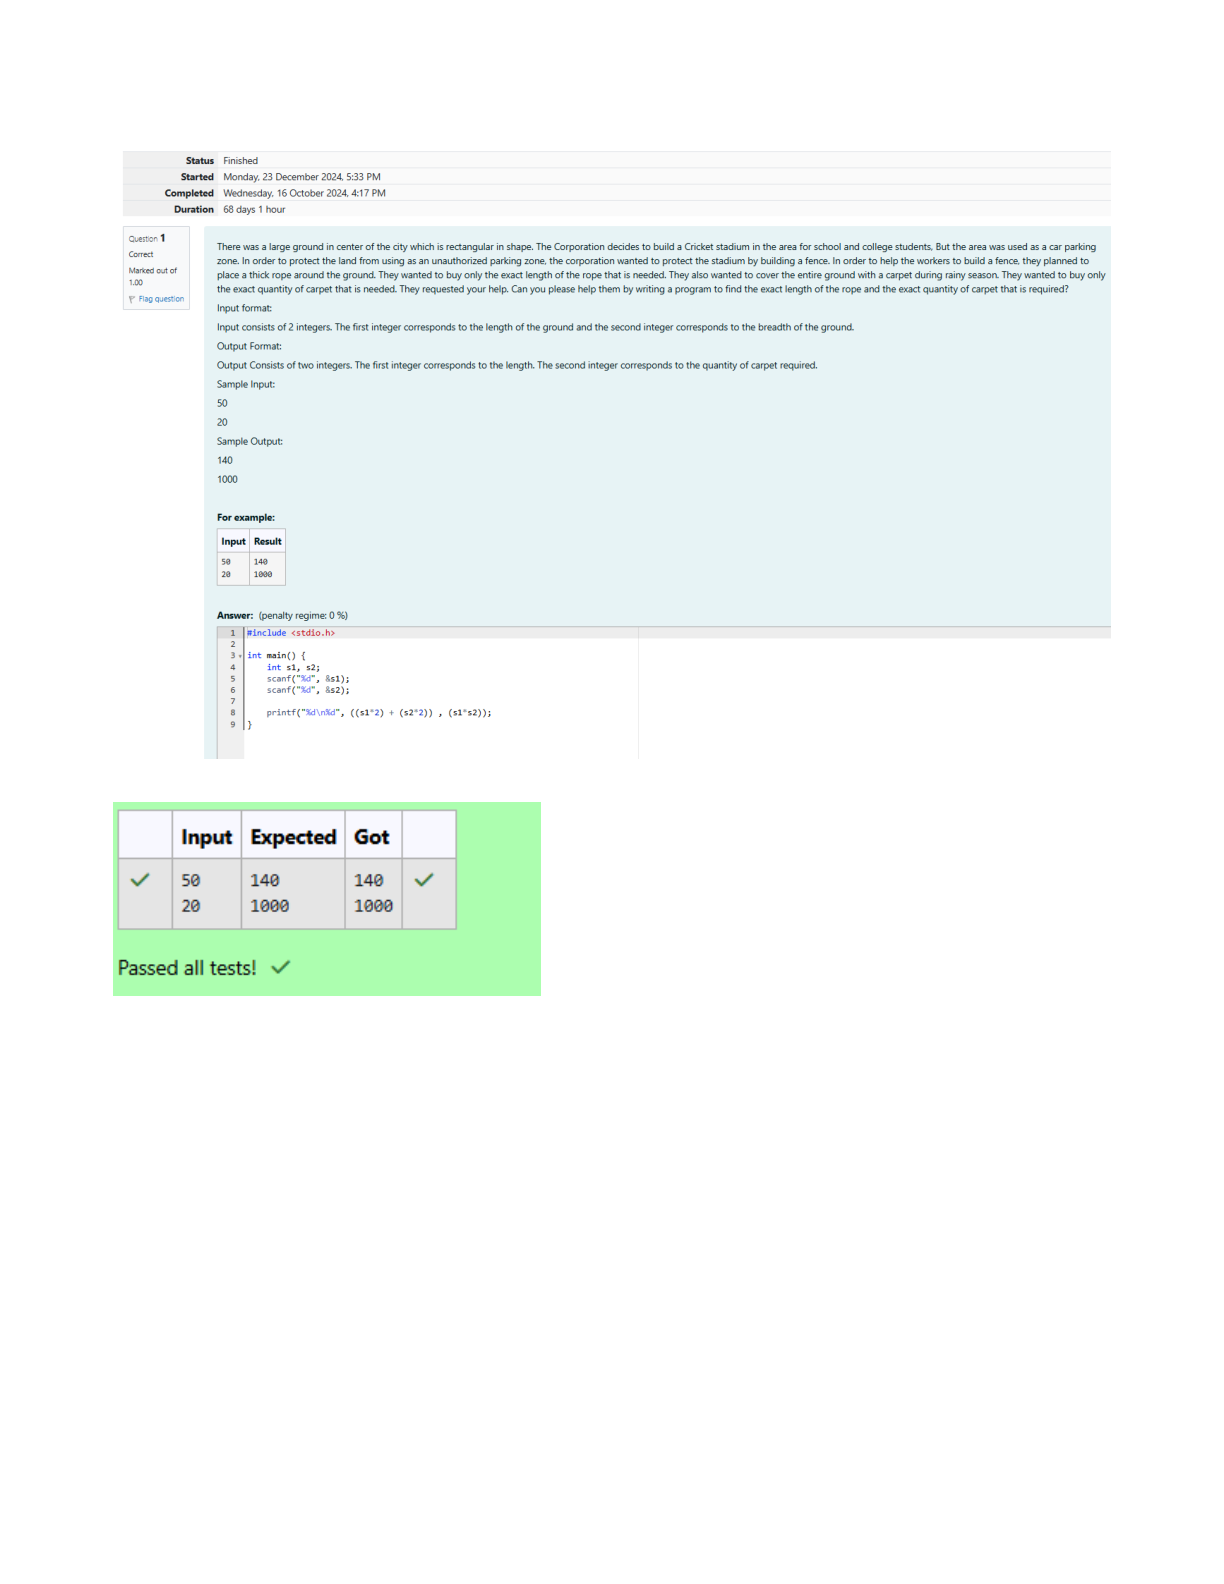 Status Finished
Started Monday, 23 December 2024, 5:33 PM
Completed Wednesday, 16 October 2024, 4:17 PM
Duration 68 days 1 hour
Question 1
Correct
Marked out of
1.00
Flag question
There was a large ground in center of the city which is rectangular in shape. The Corporation decides to build a Cricket stadium in the area for school and college students, But the area was used as a car parking
zone. In order to protect the land from using as an unauthorized parking zone, the corporation wanted to protect the stadium by building a fence. In order to help the workers to build a fence, they planned to
place a thick rope around the ground. They wanted to buy only the exact length of the rope that is needed. They also wanted to cover the entire ground with a carpet during rainy season. They wanted to buy only
the exact quantity of carpet that is needed. They requested your help. Can you please help them by writing a program to find the exact length of the rope and the exact quantity of carpet that is required?
Input format:
Input consists of 2 integers. The first integer corresponds to the length of the ground and the second integer corresponds to the breadth of the ground.
Output Format:
Output Consists of two integers. The first integer corresponds to the length. The second integer corresponds to the quantity of carpet required.
Sample Input:
50
20
Sample Output:
140
1000
For example:
Input Result
50 140
20 1000
Answer: (penalty regime: 0 %)
1 #include <stdio.h>
2
3 int main() {
4 int s1, s2;
5 scanf("%d", &s1);
6 scanf("%d", &s2);
7
8 printf("%d\n%d", ((s1*2) + (s2*2)) , (s1*s2));
9 }
Input Expected Got
50 140 140
20 1000 1000
Passed all tests!